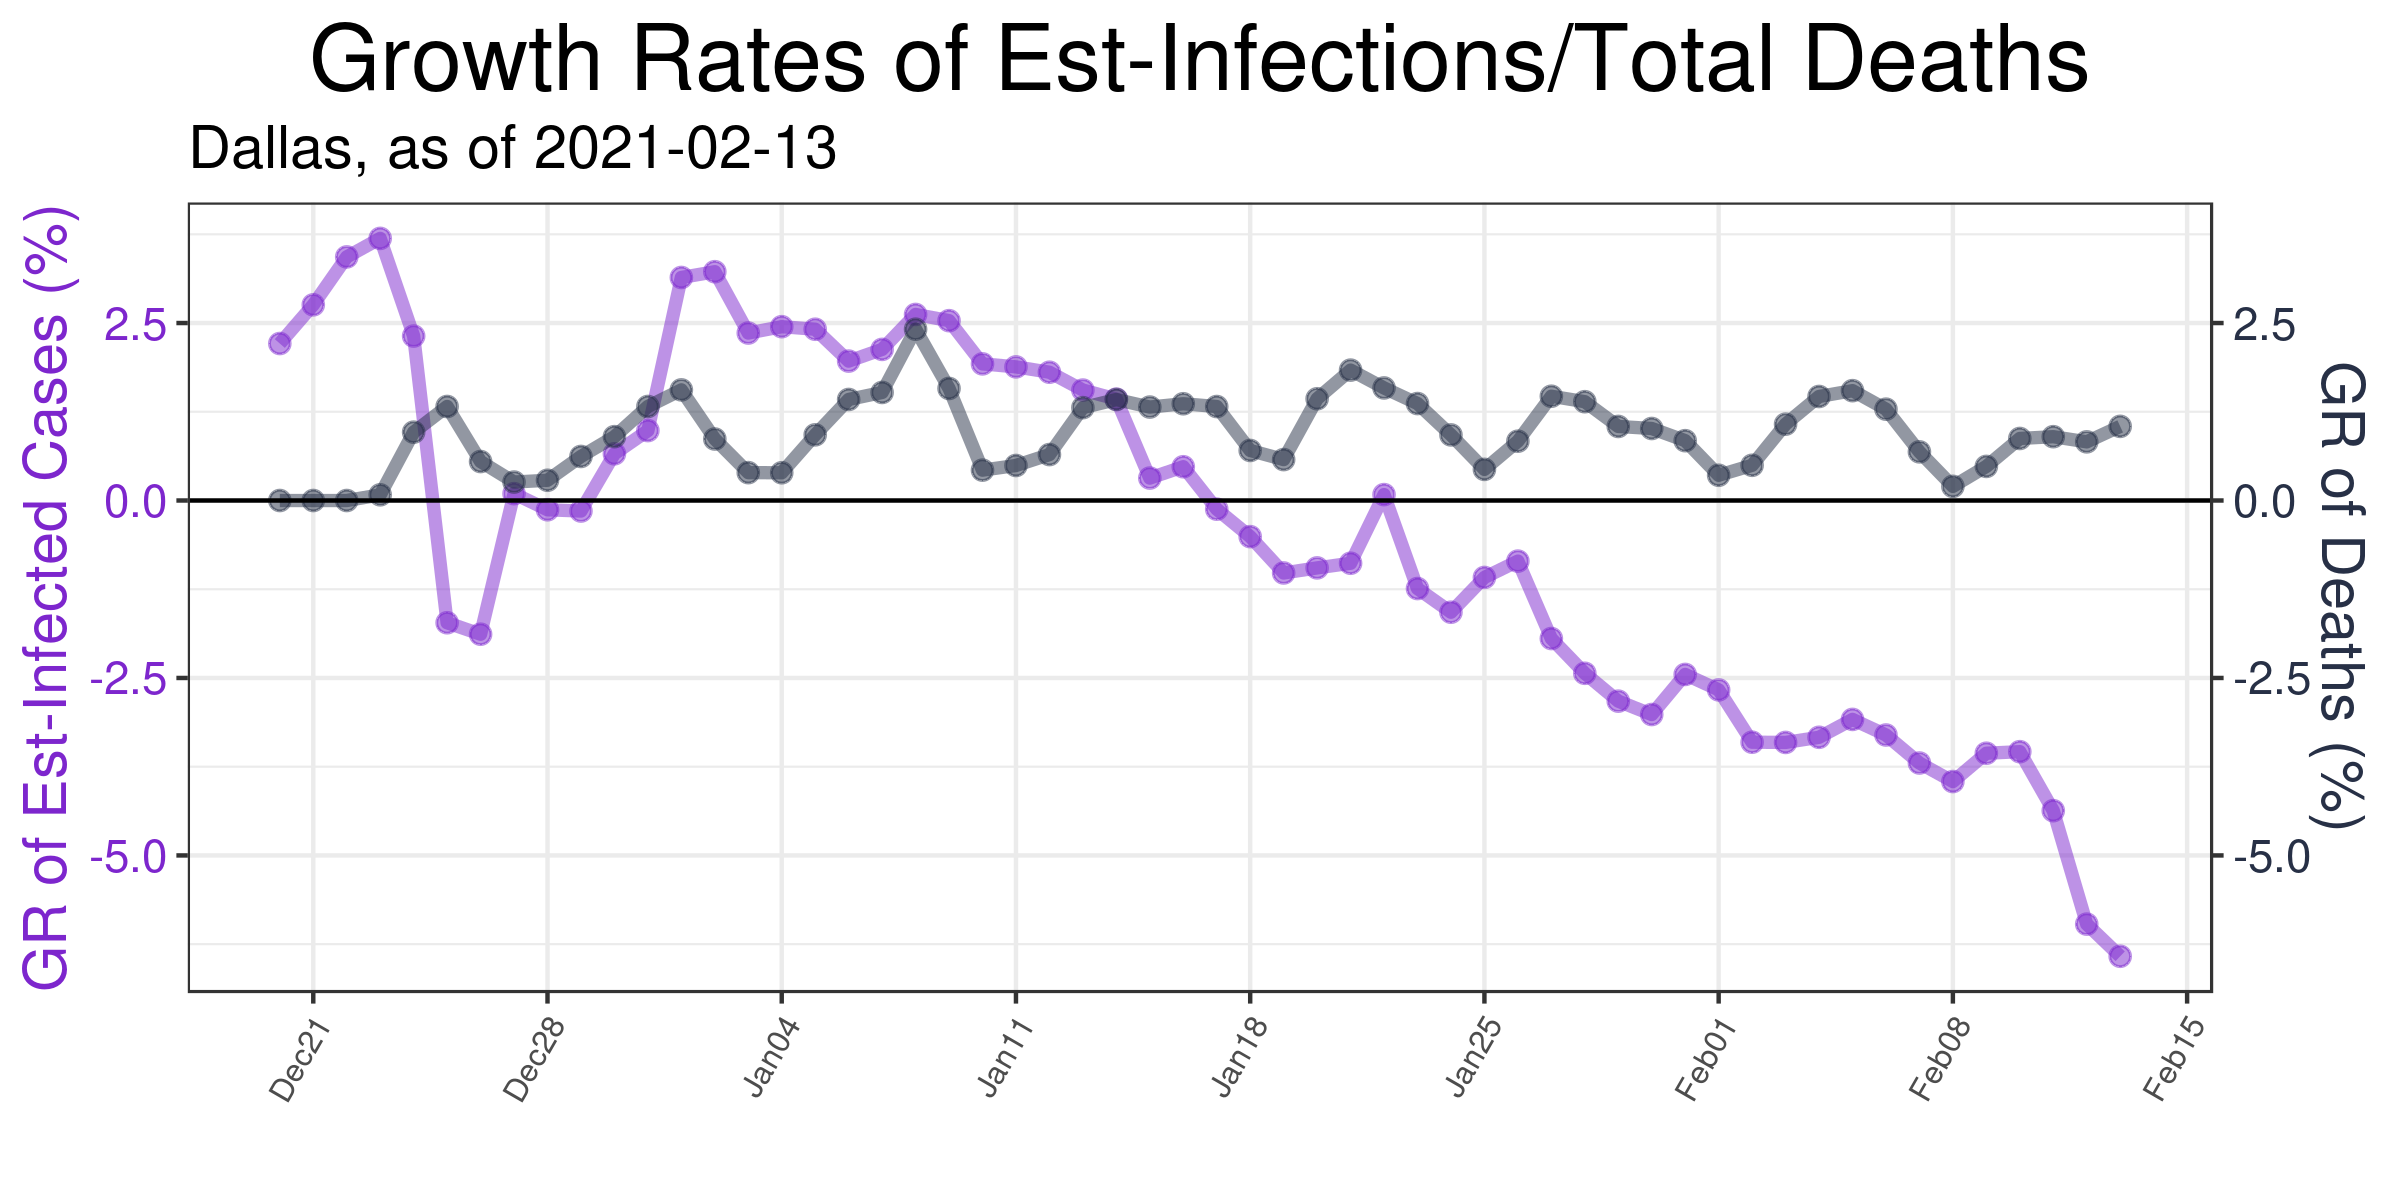 Growth Rates of Est-Infections/Total Deaths
Dallas, as of 2021-02-13
GR of Est-Infected Cases (%)
2.5
0.0
-2.5
-5.0
2.5
0.0
-2.5
-5.0
GR of Deaths (%)
Dec21
Dec28
Jan04
Jan11
Jan18
Jan25
Feb01
Feb08
Feb15